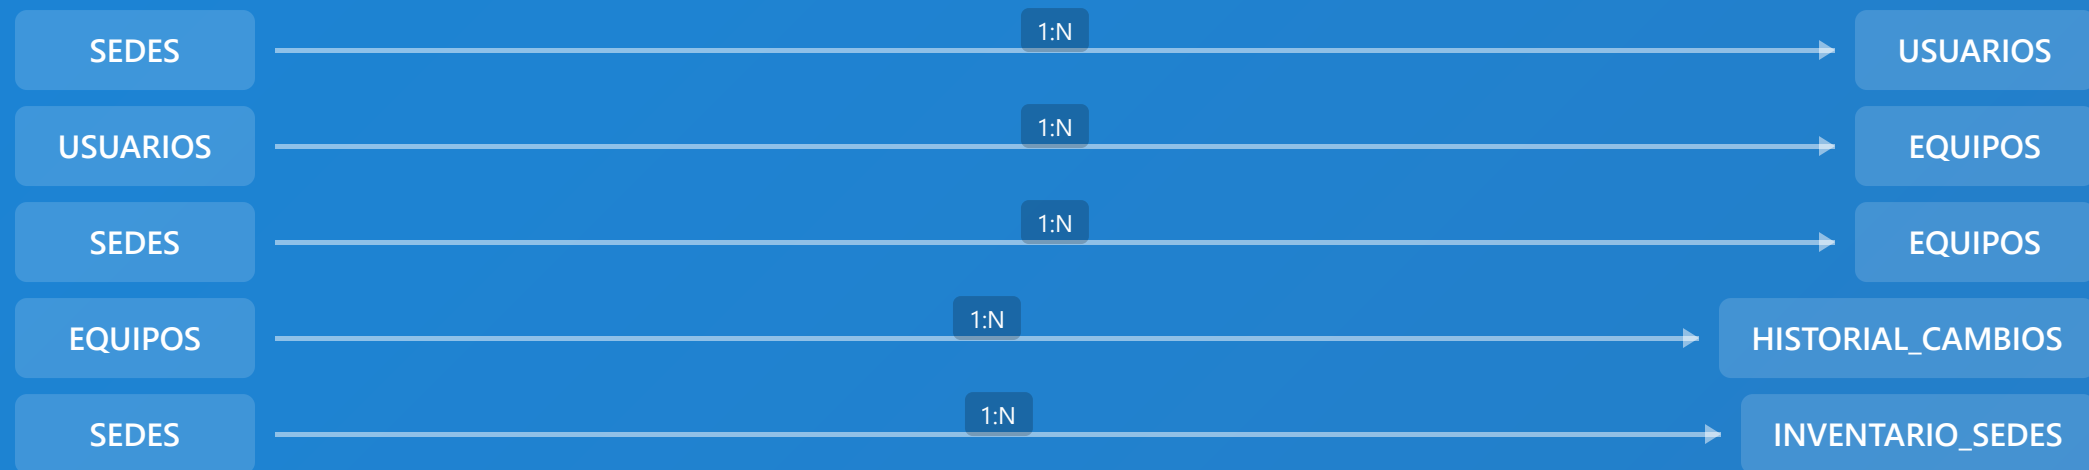 SEDES 1:N USUARIOS
USUARIOS 1:N EQUIPOS
SEDES 1:N EQUIPOS
EQUIPOS 1:N HISTORIAL_CAMBIOS
SEDES 1:N INVENTARIO_SEDES